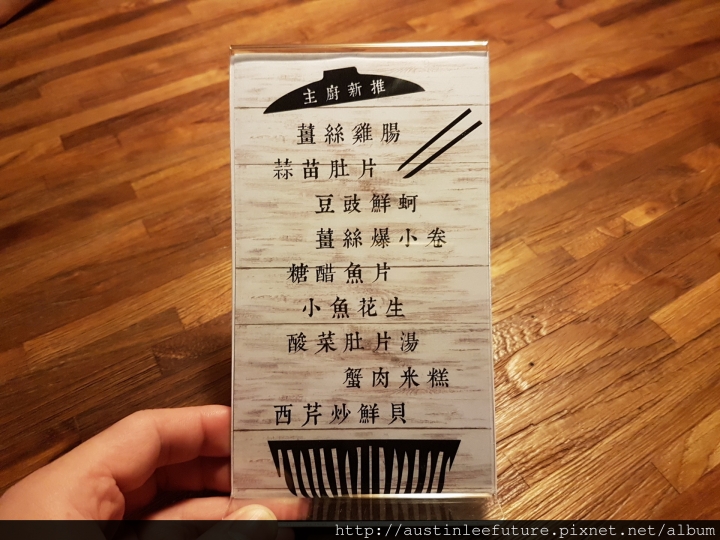 主廚新推
薑絲雞腸
蒜苗肚片
豆豉鮮蚵
薑絲爆小卷
糖醋魚片
小魚花生
酸菜肚片湯
蟹肉米糕
西芹炒鮮貝
http://austinleefuture.pixnet.net/album